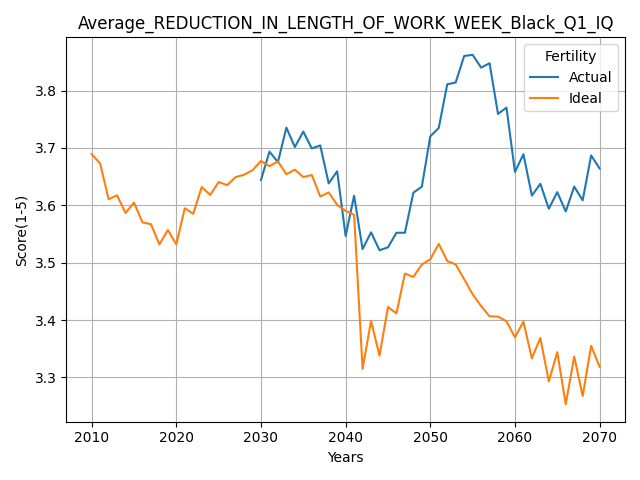 Average_REDUCTION_IN_LENGTH_OF_WORK_WEEK_Black_Q1_IQ
Fertility
Actual
Ideal
Score(1-5)
3.8
3.7
3.6
3.5
3.4
3.3
2010 2020 2030 2040 2050 2060 2070
Years